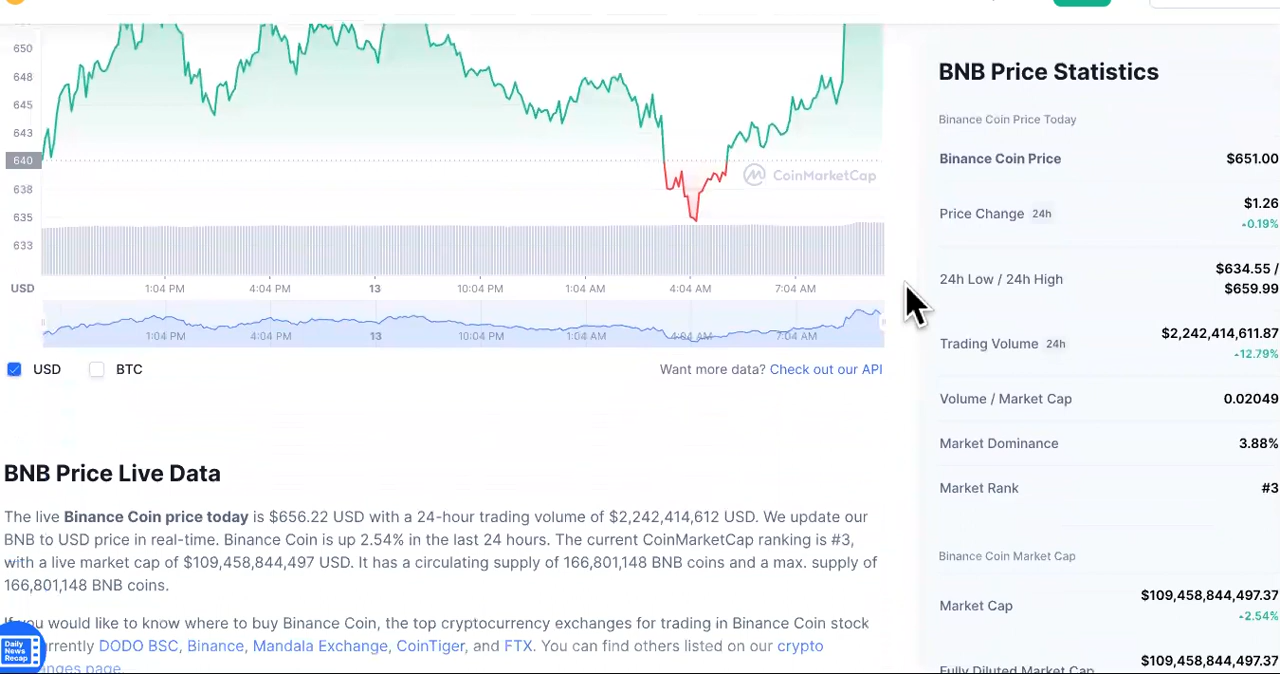 650
648
645
643
640
638
635
633
CoinMarketCap
USD
1:04 PM
4:04 PM
13
10:04 PM
1:04 AM
4:04 AM
7:04 AM
1:04 PM
4:04 PM
13
10:04 PM
1:04 AM
4:04 AM
7:04 AM
USD
BTC
Want more data? Check out our API
BNB Price Live Data
The live Binance Coin price today is $656.22 USD with a 24-hour trading volume of $2,242,414,612 USD. We update our
BNB to USD price in real-time. Binance Coin is up 2.54% in the last 24 hours. The current CoinMarketCap ranking is #3,
with a live market cap of $109,458,844,497 USD. It has a circulating supply of 166,801,148 BNB coins and a max. supply of
166,801,148 BNB coins.
you would like to know where to buy Binance Coin, the top cryptocurrency exchanges for trading in Binance Coin stock
rrently DODO BSC, Binance, Mandala Exchange, CoinTiger, and FTX. You can find others listed on our crypto
anges page.
Daily
News
Recap
BNB Price Statistics
Binance Coin Price Today
Binance Coin Price $651.00
Price Change 24h $1.26
0.19%
24h Low / 24h High $634.55 /
$659.99
Trading Volume 24h $2,242,414,611.87
12.79%
Volume / Market Cap 0.02049
Market Dominance 3.88%
Market Rank #3
Binance Coin Market Cap
Market Cap $109,458,844,497.37
2.54%
Fully Diluted Market Cap $109,458,844,497.37